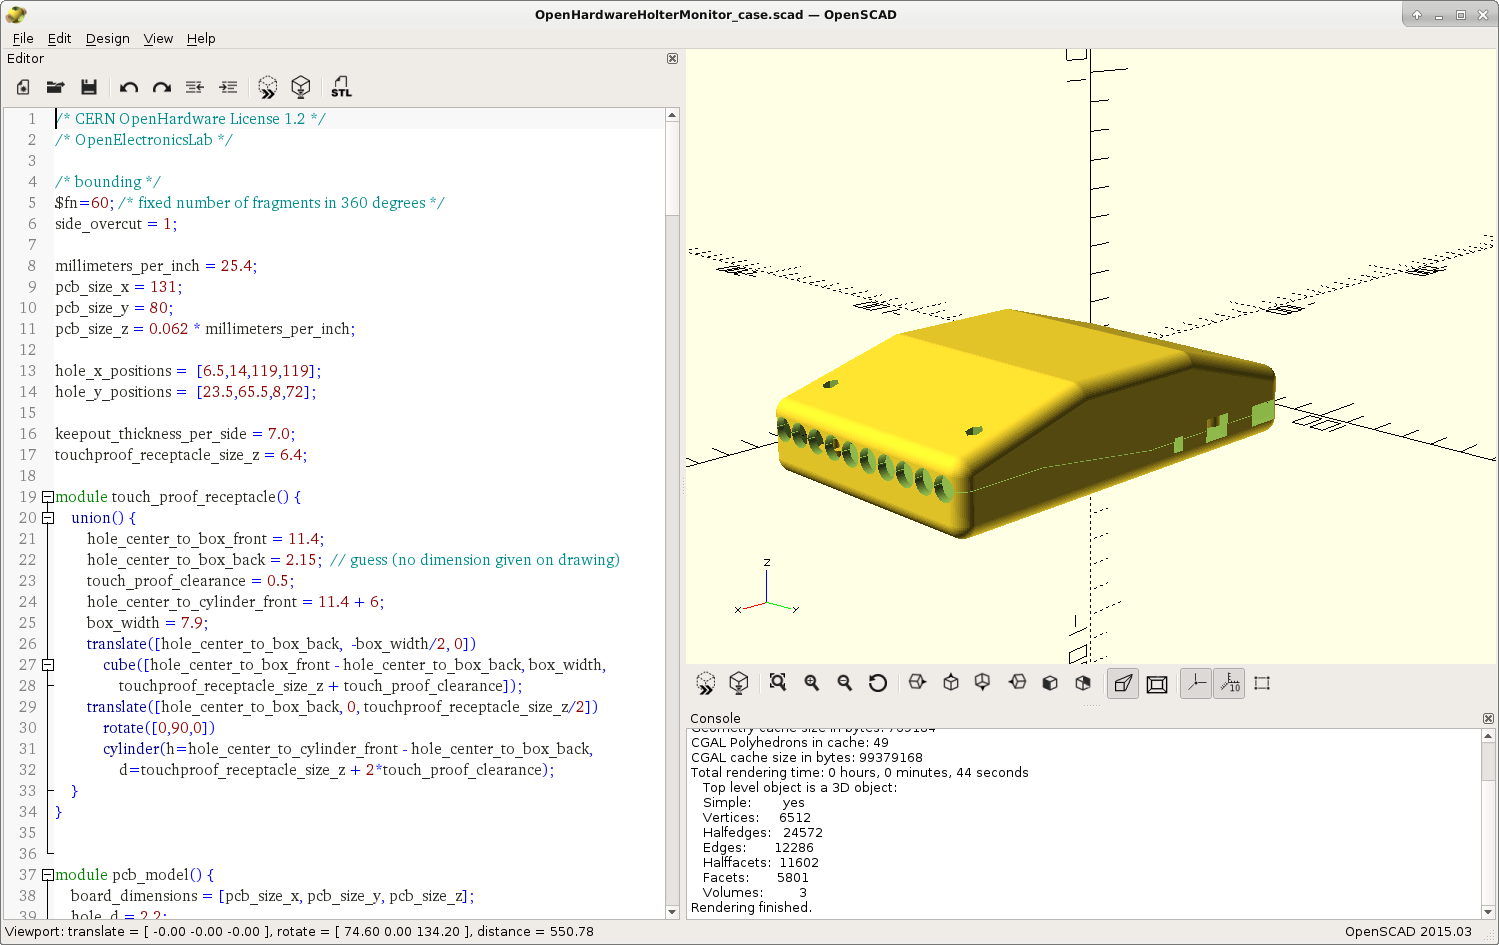 OpenHardwareHolterMonitor_case.scad — OpenSCAD
File Edit Design View Help
Editor
STL
1 /* CERN OpenHardware License 1.2 */
2 /* OpenElectronicsLab */
3
4 /* bounding */
5 $fn=60; /* fixed number of fragments in 360 degrees */
6 side_overcut = 1;
7
8 millimeters_per_inch = 25.4;
9 pcb_size_x = 131;
10 pcb_size_y = 80;
11 pcb_size_z = 0.062 * millimeters_per_inch;
12
13 hole_x_positions =  [6.5,14,119,119];
14 hole_y_positions =  [23.5,65.5,8,72];
15
16 keepout_thickness_per_side = 7.0;
17 touchproof_receptacle_size_z = 6.4;
18
19 module touch_proof_receptacle() {
20 union() {
21 hole_center_to_box_front = 11.4;
22 hole_center_to_box_back = 2.15;  // guess (no dimension given on drawing)
23 touch_proof_clearance = 0.5;
24 hole_center_to_cylinder_front = 11.4 + 6;
25 box_width = 7.9;
26 translate([hole_center_to_box_back,  -box_width/2, 0])
27 cube([hole_center_to_box_front - hole_center_to_box_back, box_width,
28 touchproof_receptacle_size_z + touch_proof_clearance]);
29 translate([hole_center_to_box_back, 0, touchproof_receptacle_size_z/2])
30 rotate([0,90,0])
31 cylinder(h=hole_center_to_cylinder_front - hole_center_to_box_back,
32 d=touchproof_receptacle_size_z + 2*touch_proof_clearance);
33 }
34 }
35
36
37 module pcb_model() {
38 board_dimensions = [pcb_size_x, pcb_size_y, pcb_size_z];
39 hole_d = 2.2;
z
x y
10
Console
Geometry cache size in bytes: 769184
CGAL Polyhedrons in cache: 49
CGAL cache size in bytes: 99379168
Total rendering time: 0 hours, 0 minutes, 44 seconds
Top level object is a 3D object:
Simple: yes
Vertices: 6512
Halfedges: 24572
Edges: 12286
Halffacets: 11602
Facets: 5801
Volumes: 3
Rendering finished.
Viewport: translate = [ -0.00 -0.00 -0.00 ], rotate = [ 74.60 0.00 134.20 ], distance = 550.78
OpenSCAD 2015.03